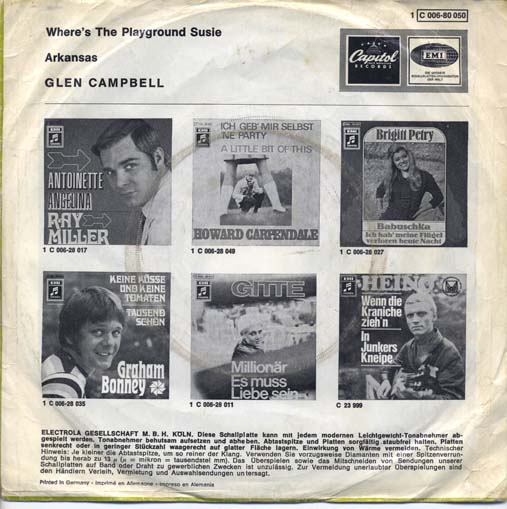 1 C 006-80 050
Where's The Playground Susie
Arkansas
GLEN CAMPBELL
Capitol
RECORDS
EMI
EMI
ANTOINETTE
ANGELINA
RAY
MILLER
1 C 006-28 017
ICH GEB' MIR SELBST
'NE PARTY
A LITTLE BIT OF THIS
HOWARD CARPENDALE
1 C 006-28 049
Brigitt Petry
Babuschka
Ich hab' meine Flügel
verloren heute Nacht
1 C 006-28 027
EMI
KEINE KÜSSE
UND KEINE
TOMATEN
TAUSEND
SCHÖN
Graham
Bonney
1 C 006-28 035
EMI
GITTE
Millionär
Es muss
Liebe sein
1 C 006-28 011
HEINO
Wenn die
Kraniche
zieh'n
In
Junkers
Kneipe
C 23 999
ELECTROLA GESELLSCHAFT M. B. H. KÖLN. Diese Schallplatte kann mit jedem modernen Leichtgewicht-Tonabnehmer ab-
gespielt werden, Tonabnehmer behutsam aufsetzen und abheben. Abtastspitze und Platten sorgfältig staubfrei halten. Platten
senkrecht oder in geringer Stückzahl waagerecht auf glatter Fläche lagern. Einwirkung von Wärme vermeiden. Technischer
Hinweis: Je kleiner die Abtastspitze, um so reiner der Klang. Verwenden Sie vorzugsweise Diamanten mit einer Spitzenverrun-
dung bis herab zu 13 µ (µ = mikron = tausendstel mm). Das Überspielen sowie das Mitschneiden von Sendungen unserer
Schallplatten auf Band oder Draht zu gewerblichen Zwecken ist unzulässig. Zur Vermeidung unerlaubter Überspielungen sind
den Händlern Verleih, Vermietung und Auswahlsendungen untersagt.
Printed in Germany - Imprimé en Allemagne - Impreso en Alemania